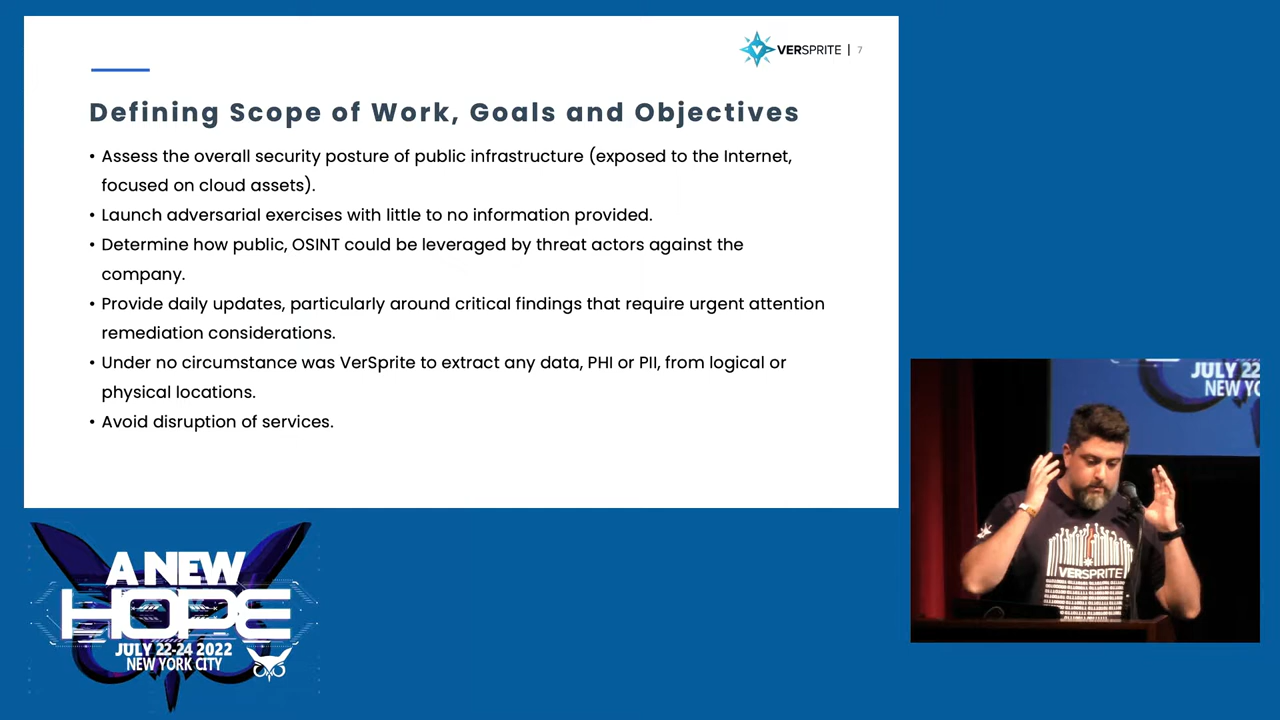 VERSPRITE | 7
Defining Scope of Work, Goals and Objectives
• Assess the overall security posture of public infrastructure (exposed to the Internet,
focused on cloud assets).
• Launch adversarial exercises with little to no information provided.
• Determine how public, OSINT could be leveraged by threat actors against the
company.
• Provide daily updates, particularly around critical findings that require urgent attention
remediation considerations.
• Under no circumstance was VerSprite to extract any data, PHI or PII, from logical or
physical locations.
• Avoid disruption of services.
JULY 22
NEW YO
VERSPRITE
A NEW
HOPE
JULY 22-24 2022
NEW YORK CITY